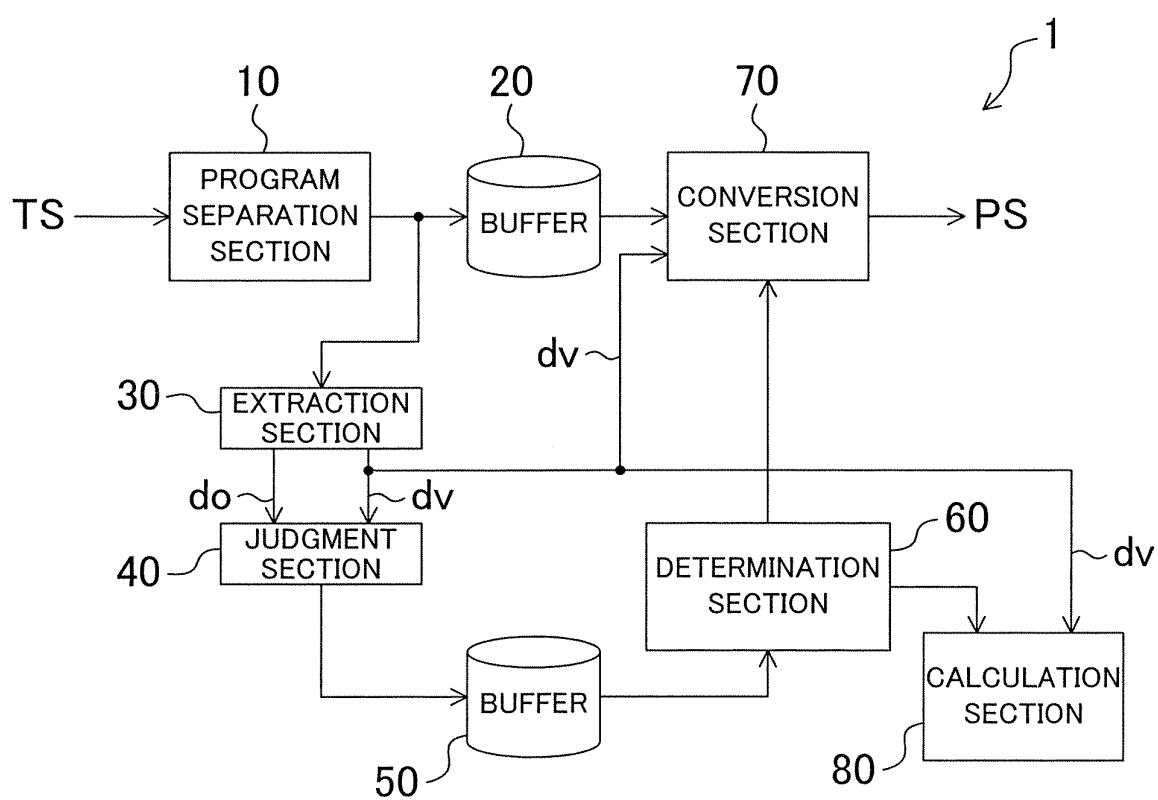 1
10
20
70
TS
PROGRAM
SEPARATION
SECTION
BUFFER
CONVERSION
SECTION
PS
dv
30
EXTRACTION
SECTION
do
dv
40
JUDGMENT
SECTION
60
DETERMINATION
SECTION
dv
BUFFER
50
CALCULATION
SECTION
80